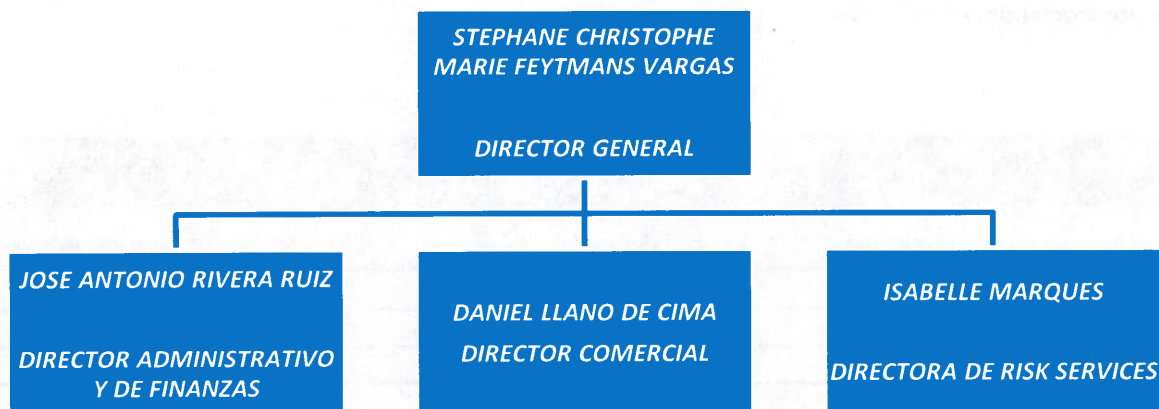 STEPHANE CHRISTOPHE
MARIE FEYTMANS VARGAS
DIRECTOR GENERAL
JOSE ANTONIO RIVERA RUIZ
DIRECTOR ADMINISTRATIVO
Y DE FINANZAS
DANIEL LLANO DE CIMA
DIRECTOR COMERCIAL
ISABELLE MARQUES
DIRECTORA DE RISK SERVICES